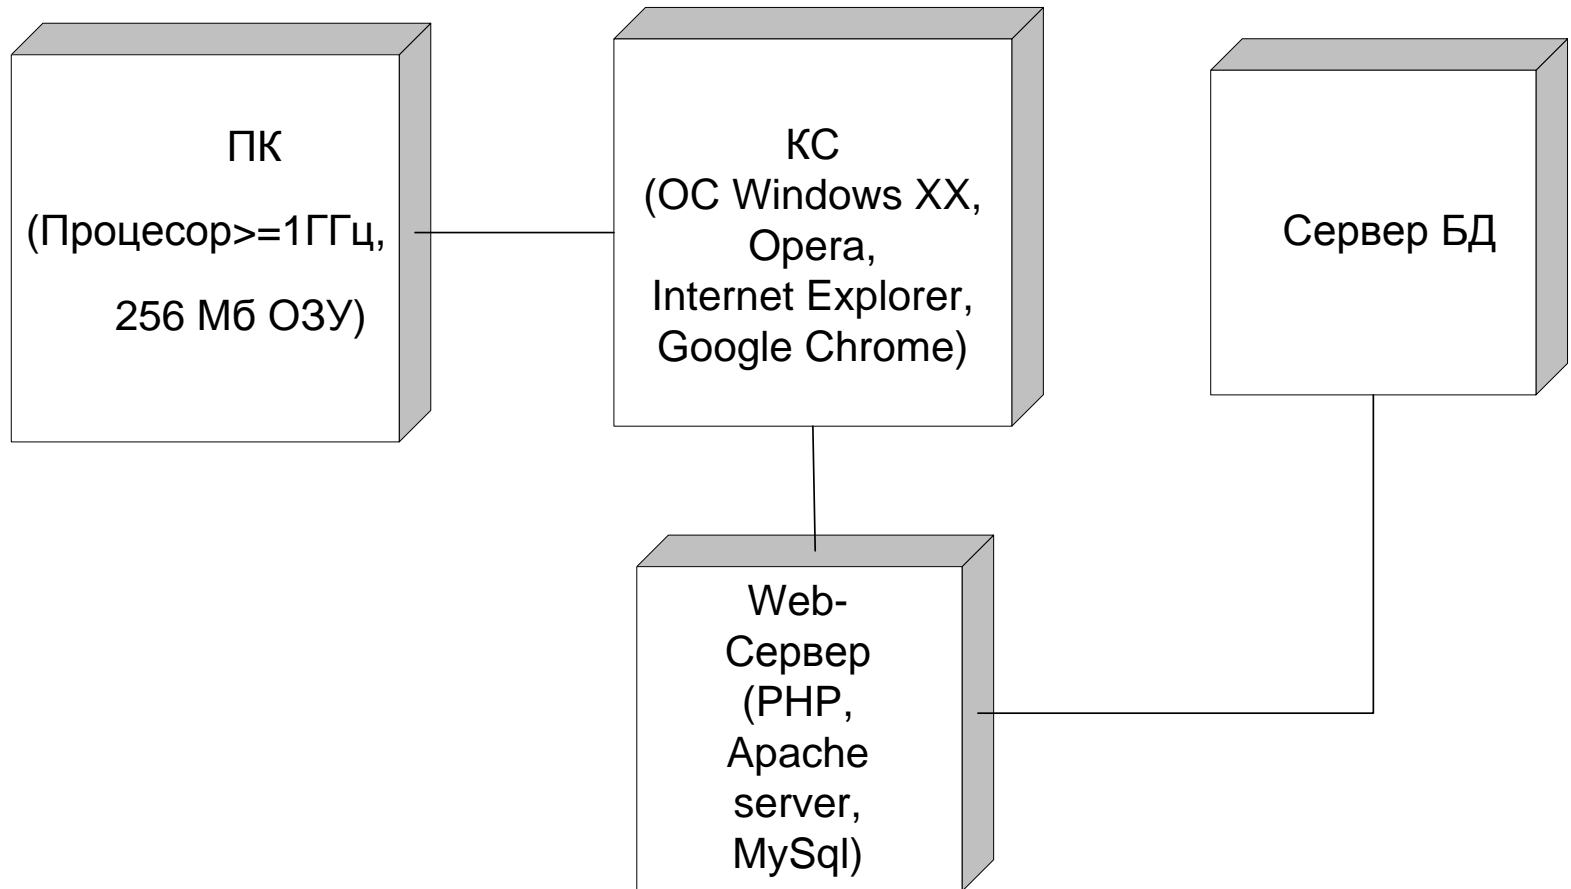 ПК
(Процесор>=1ГГц,
256 Мб ОЗУ)
КС
(ОС Windows XX,
Opera,
Internet Explorer,
Google Chrome)
Сервер БД
Web-
Сервер
(PHP,
Apache
server,
MySql)